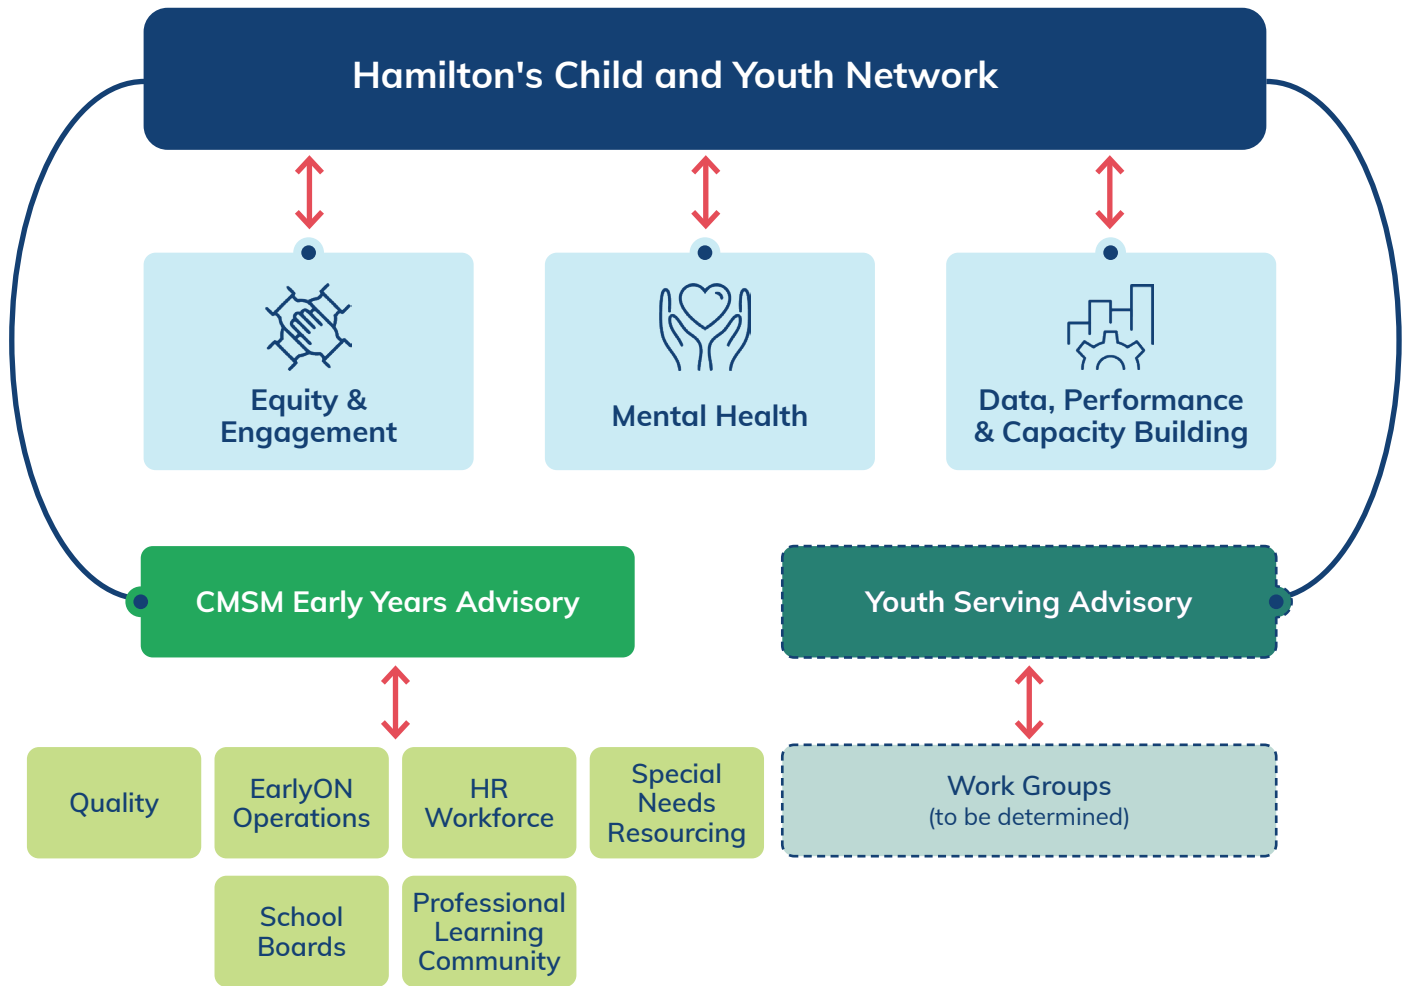 Hamilton's Child and Youth Network
Equity &
Engagement
Mental Health
Data, Performance
& Capacity Building
CMSM Early Years Advisory
Youth Serving Advisory
Quality
EarlyON
Operations
HR
Workforce
Special
Needs
Resourcing
Work Groups
(to be determined)
School
Boards
Professional
Learning
Community